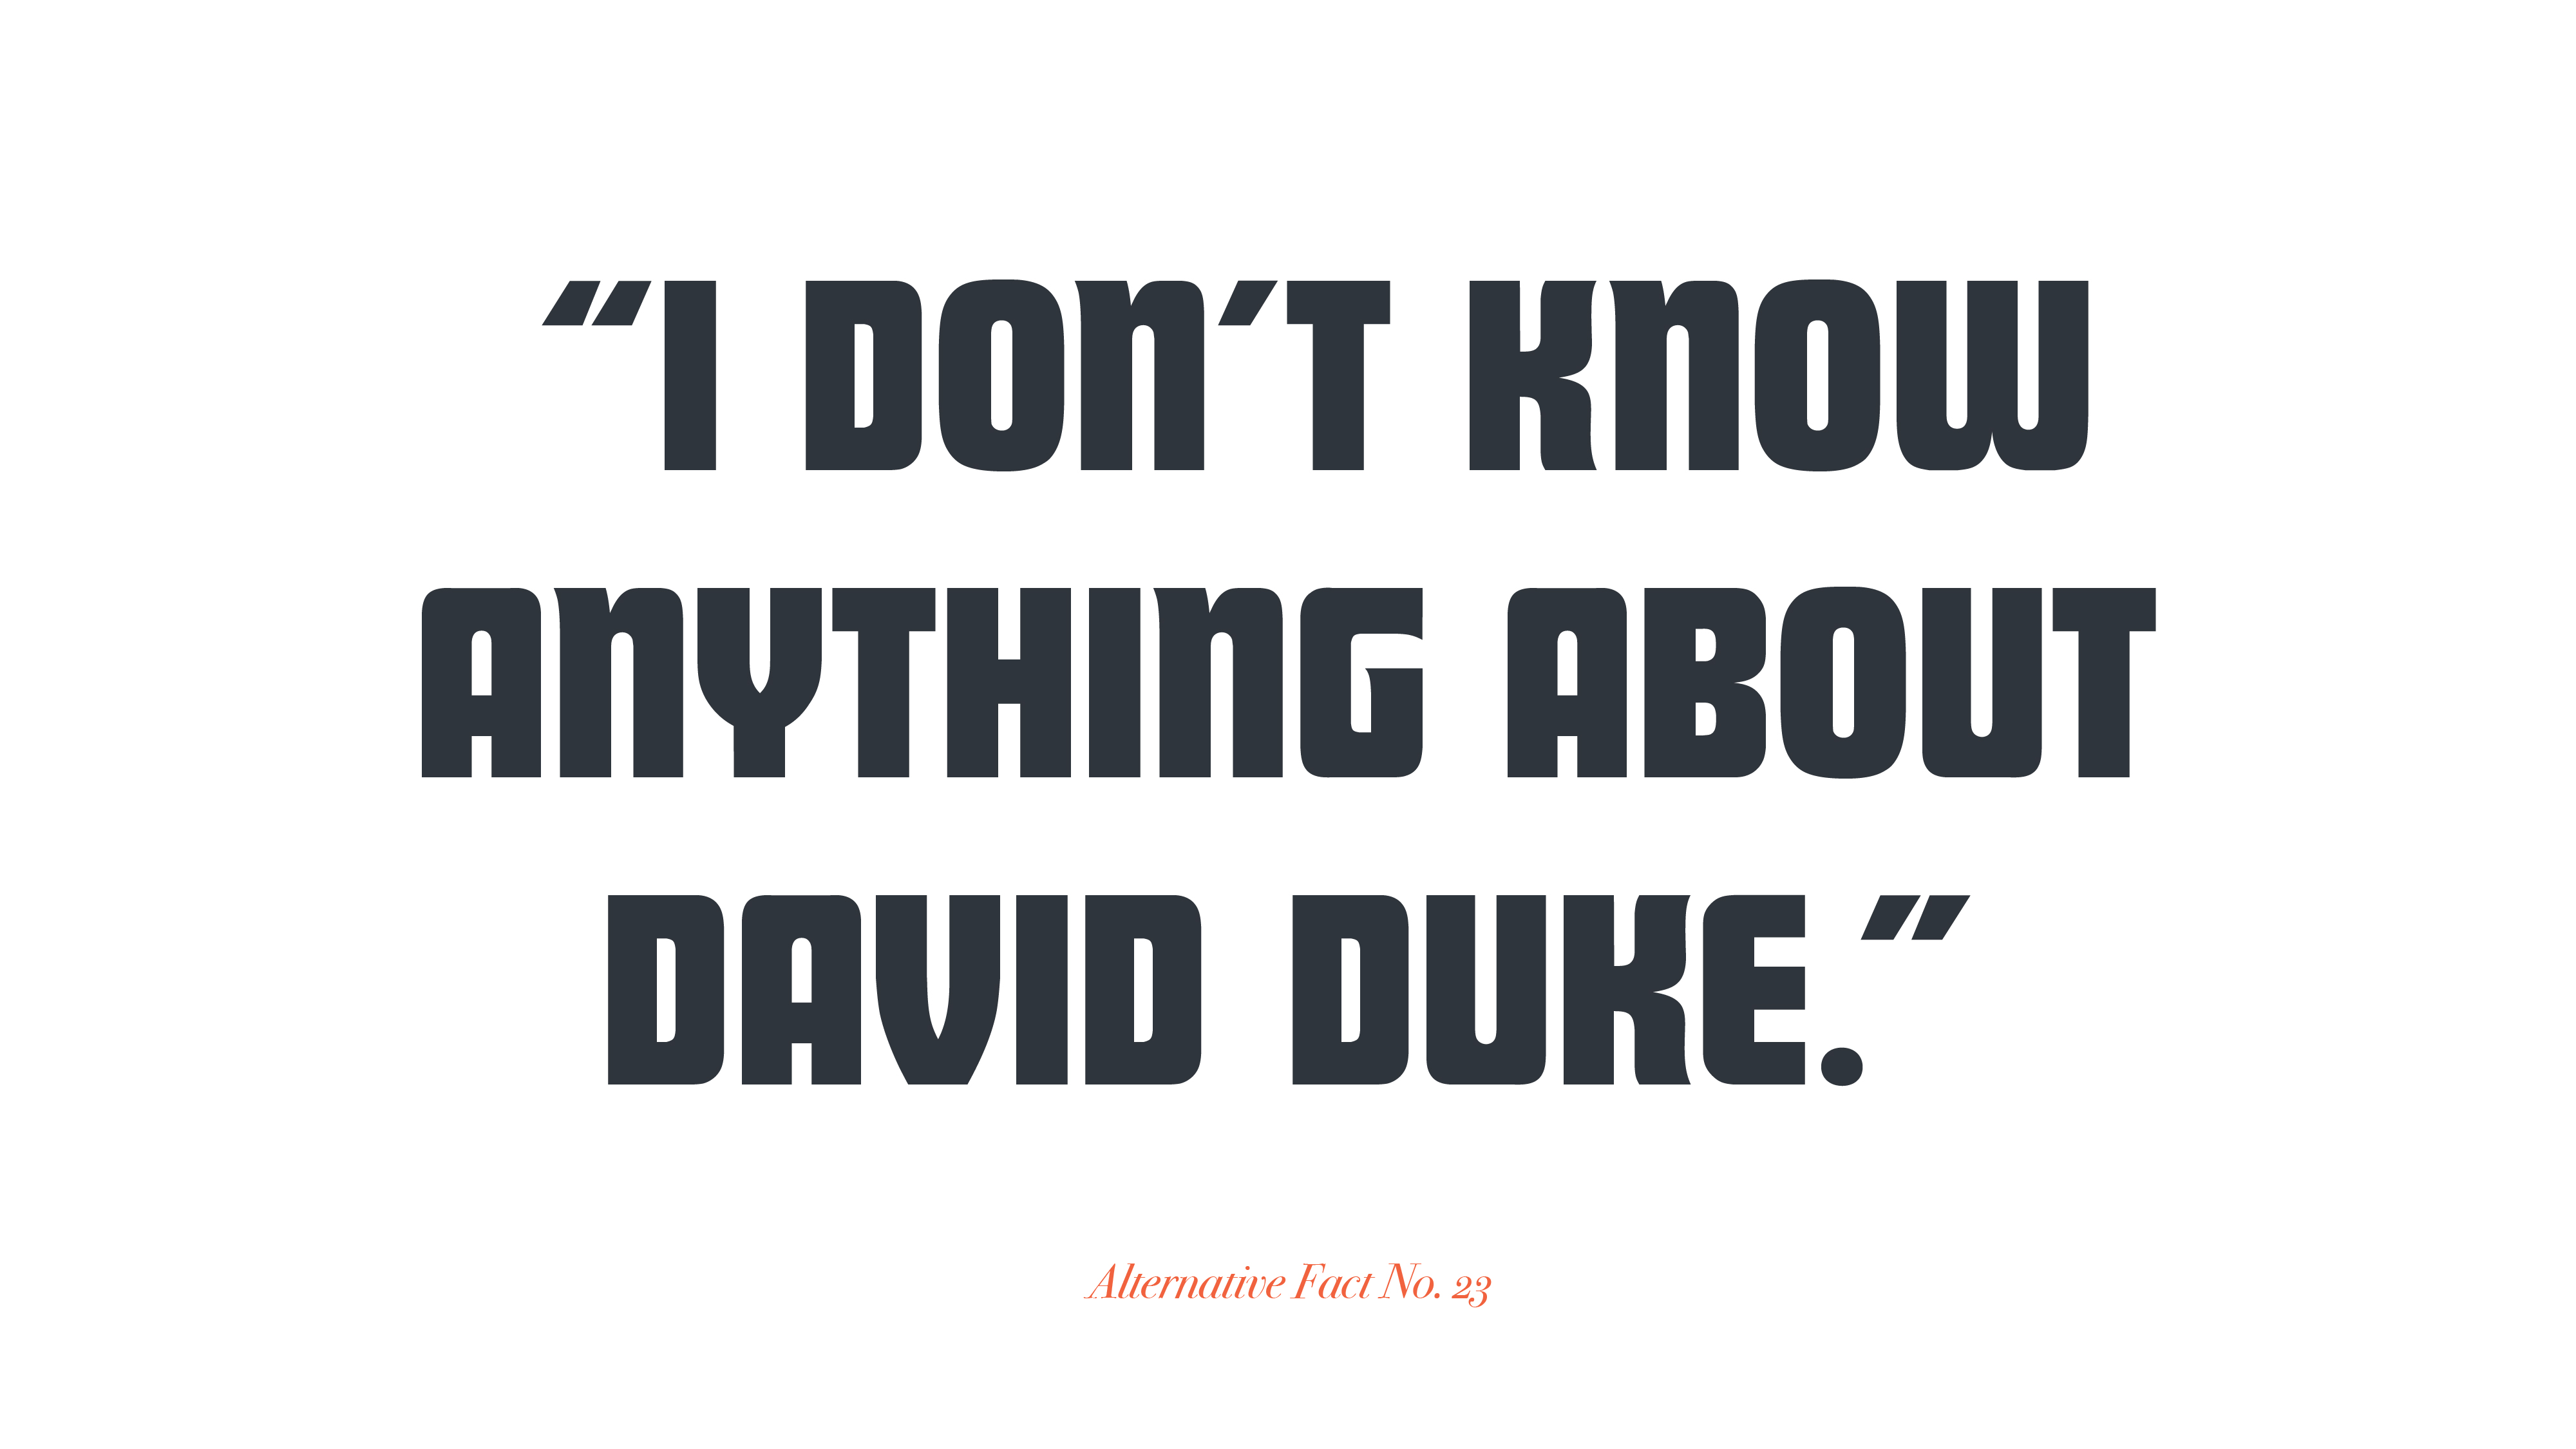 “I DON’T KNOW
ANYTHING ABOUT
DAVID DUKE.”
Alternative Fact No. 23